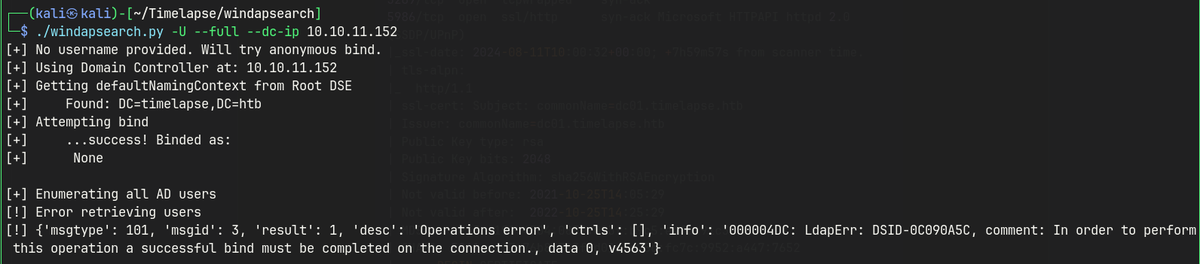 (kali㉿kali)-[~/Timelapse/windapsearch]
$ ./windapsearch.py -U --full --dc-ip 10.10.11.152
[+] No username provided. Will try anonymous bind.
[+] Using Domain Controller at: 10.10.11.152
[+] Getting defaultNamingContext from Root DSE
[+] Found: DC=timelapse,DC=htb
[+] Attempting bind
[+] ...success! Binded as:
[+] None
[+] Enumerating all AD users
[!] Error retrieving users
[!] {'msgtype': 101, 'msgid': 3, 'result': 1, 'desc': 'Operations error', 'ctrls': [], 'info': '000004DC: LdapErr: DSID-0C090A5C, comment: In order to perform
this operation a successful bind must be completed on the connection., data 0, v4563'}